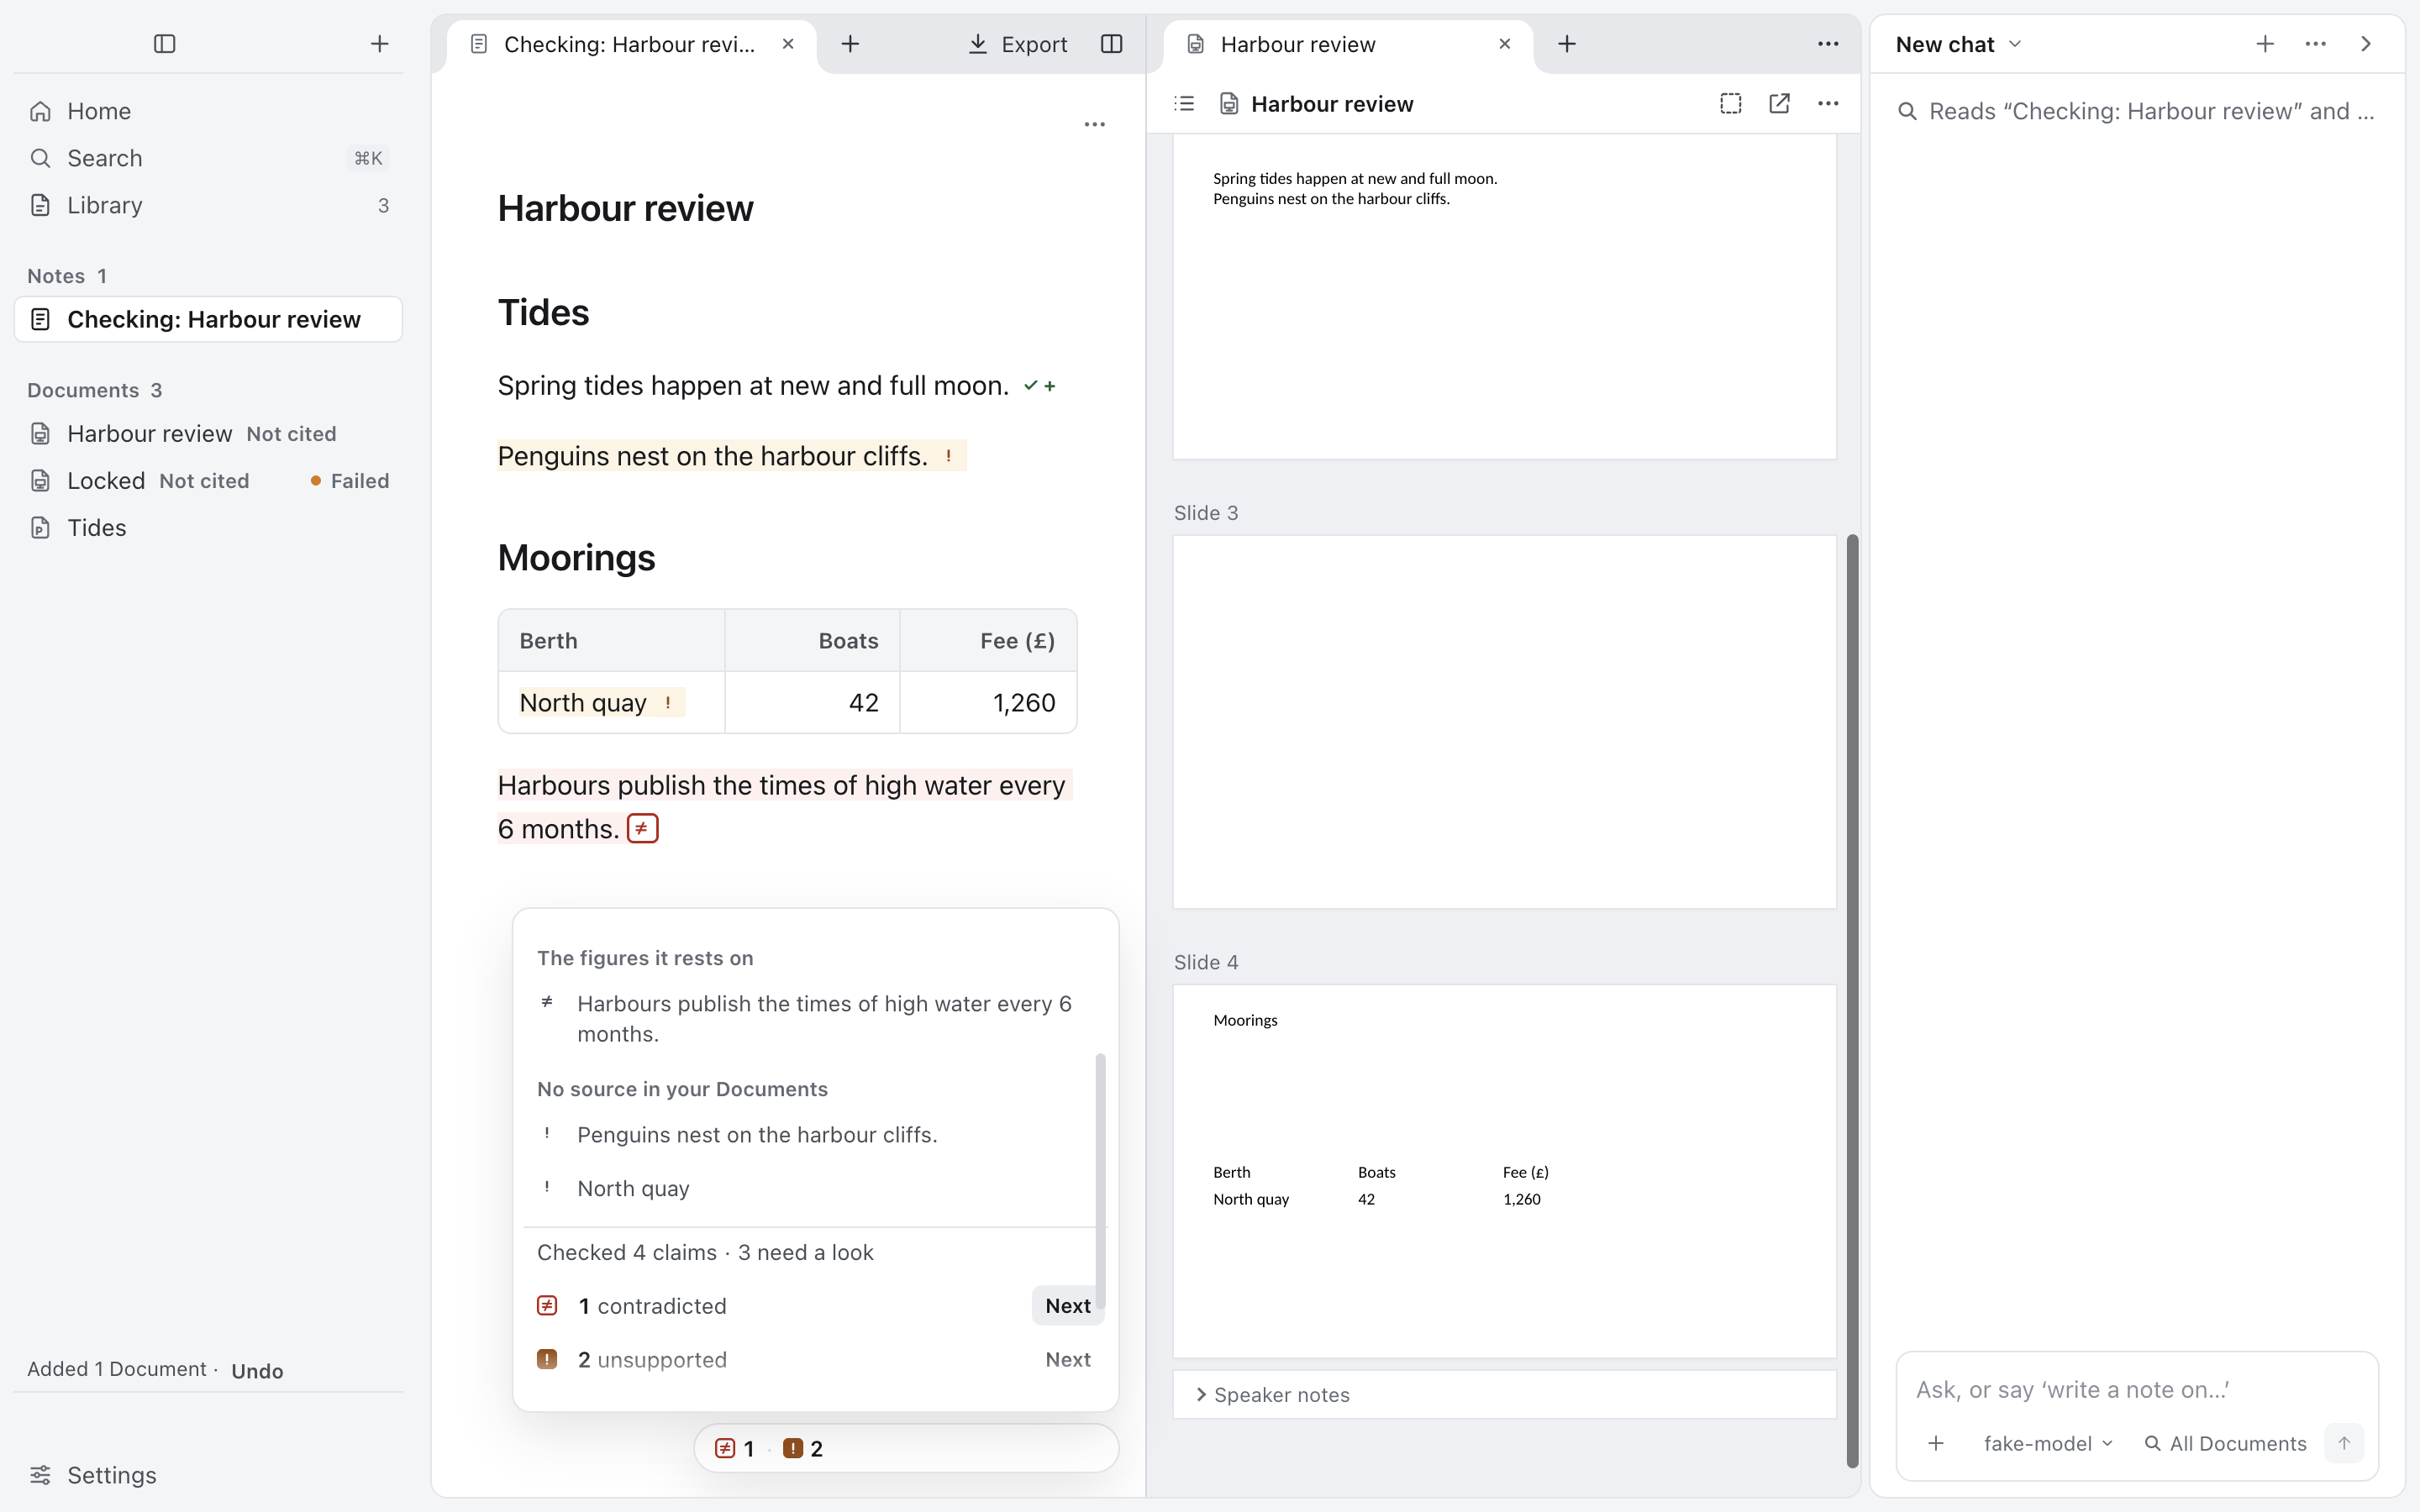 Home
Search ⌘K
Library 3
Notes 1
Checking: Harbour review
Documents 3
Harbour review Not cited
Locked Not cited Failed
Tides
Added 1 Document · Undo
Settings
Checking: Harbour revi...
Export
Harbour review
Tides
Spring tides happen at new and full moon. ✓+
Penguins nest on the harbour cliffs. !
Moorings
Berth Boats Fee (£)
North quay ! 42 1,260
Harbours publish the times of high water every
6 months. ≠
The figures it rests on
≠ Harbours publish the times of high water every 6
months.
No source in your Documents
! Penguins nest on the harbour cliffs.
! North quay
Checked 4 claims · 3 need a look
≠ 1 contradicted Next
! 2 unsupported Next
≠ 1 · ! 2
Harbour review
Harbour review
Spring tides happen at new and full moon.
Penguins nest on the harbour cliffs.
Slide 3
Slide 4
Moorings
Berth Boats Fee (£)
North quay 42 1,260
Speaker notes
New chat
Reads “Checking: Harbour review” and ...
Ask, or say ‘write a note on...’
fake-model All Documents